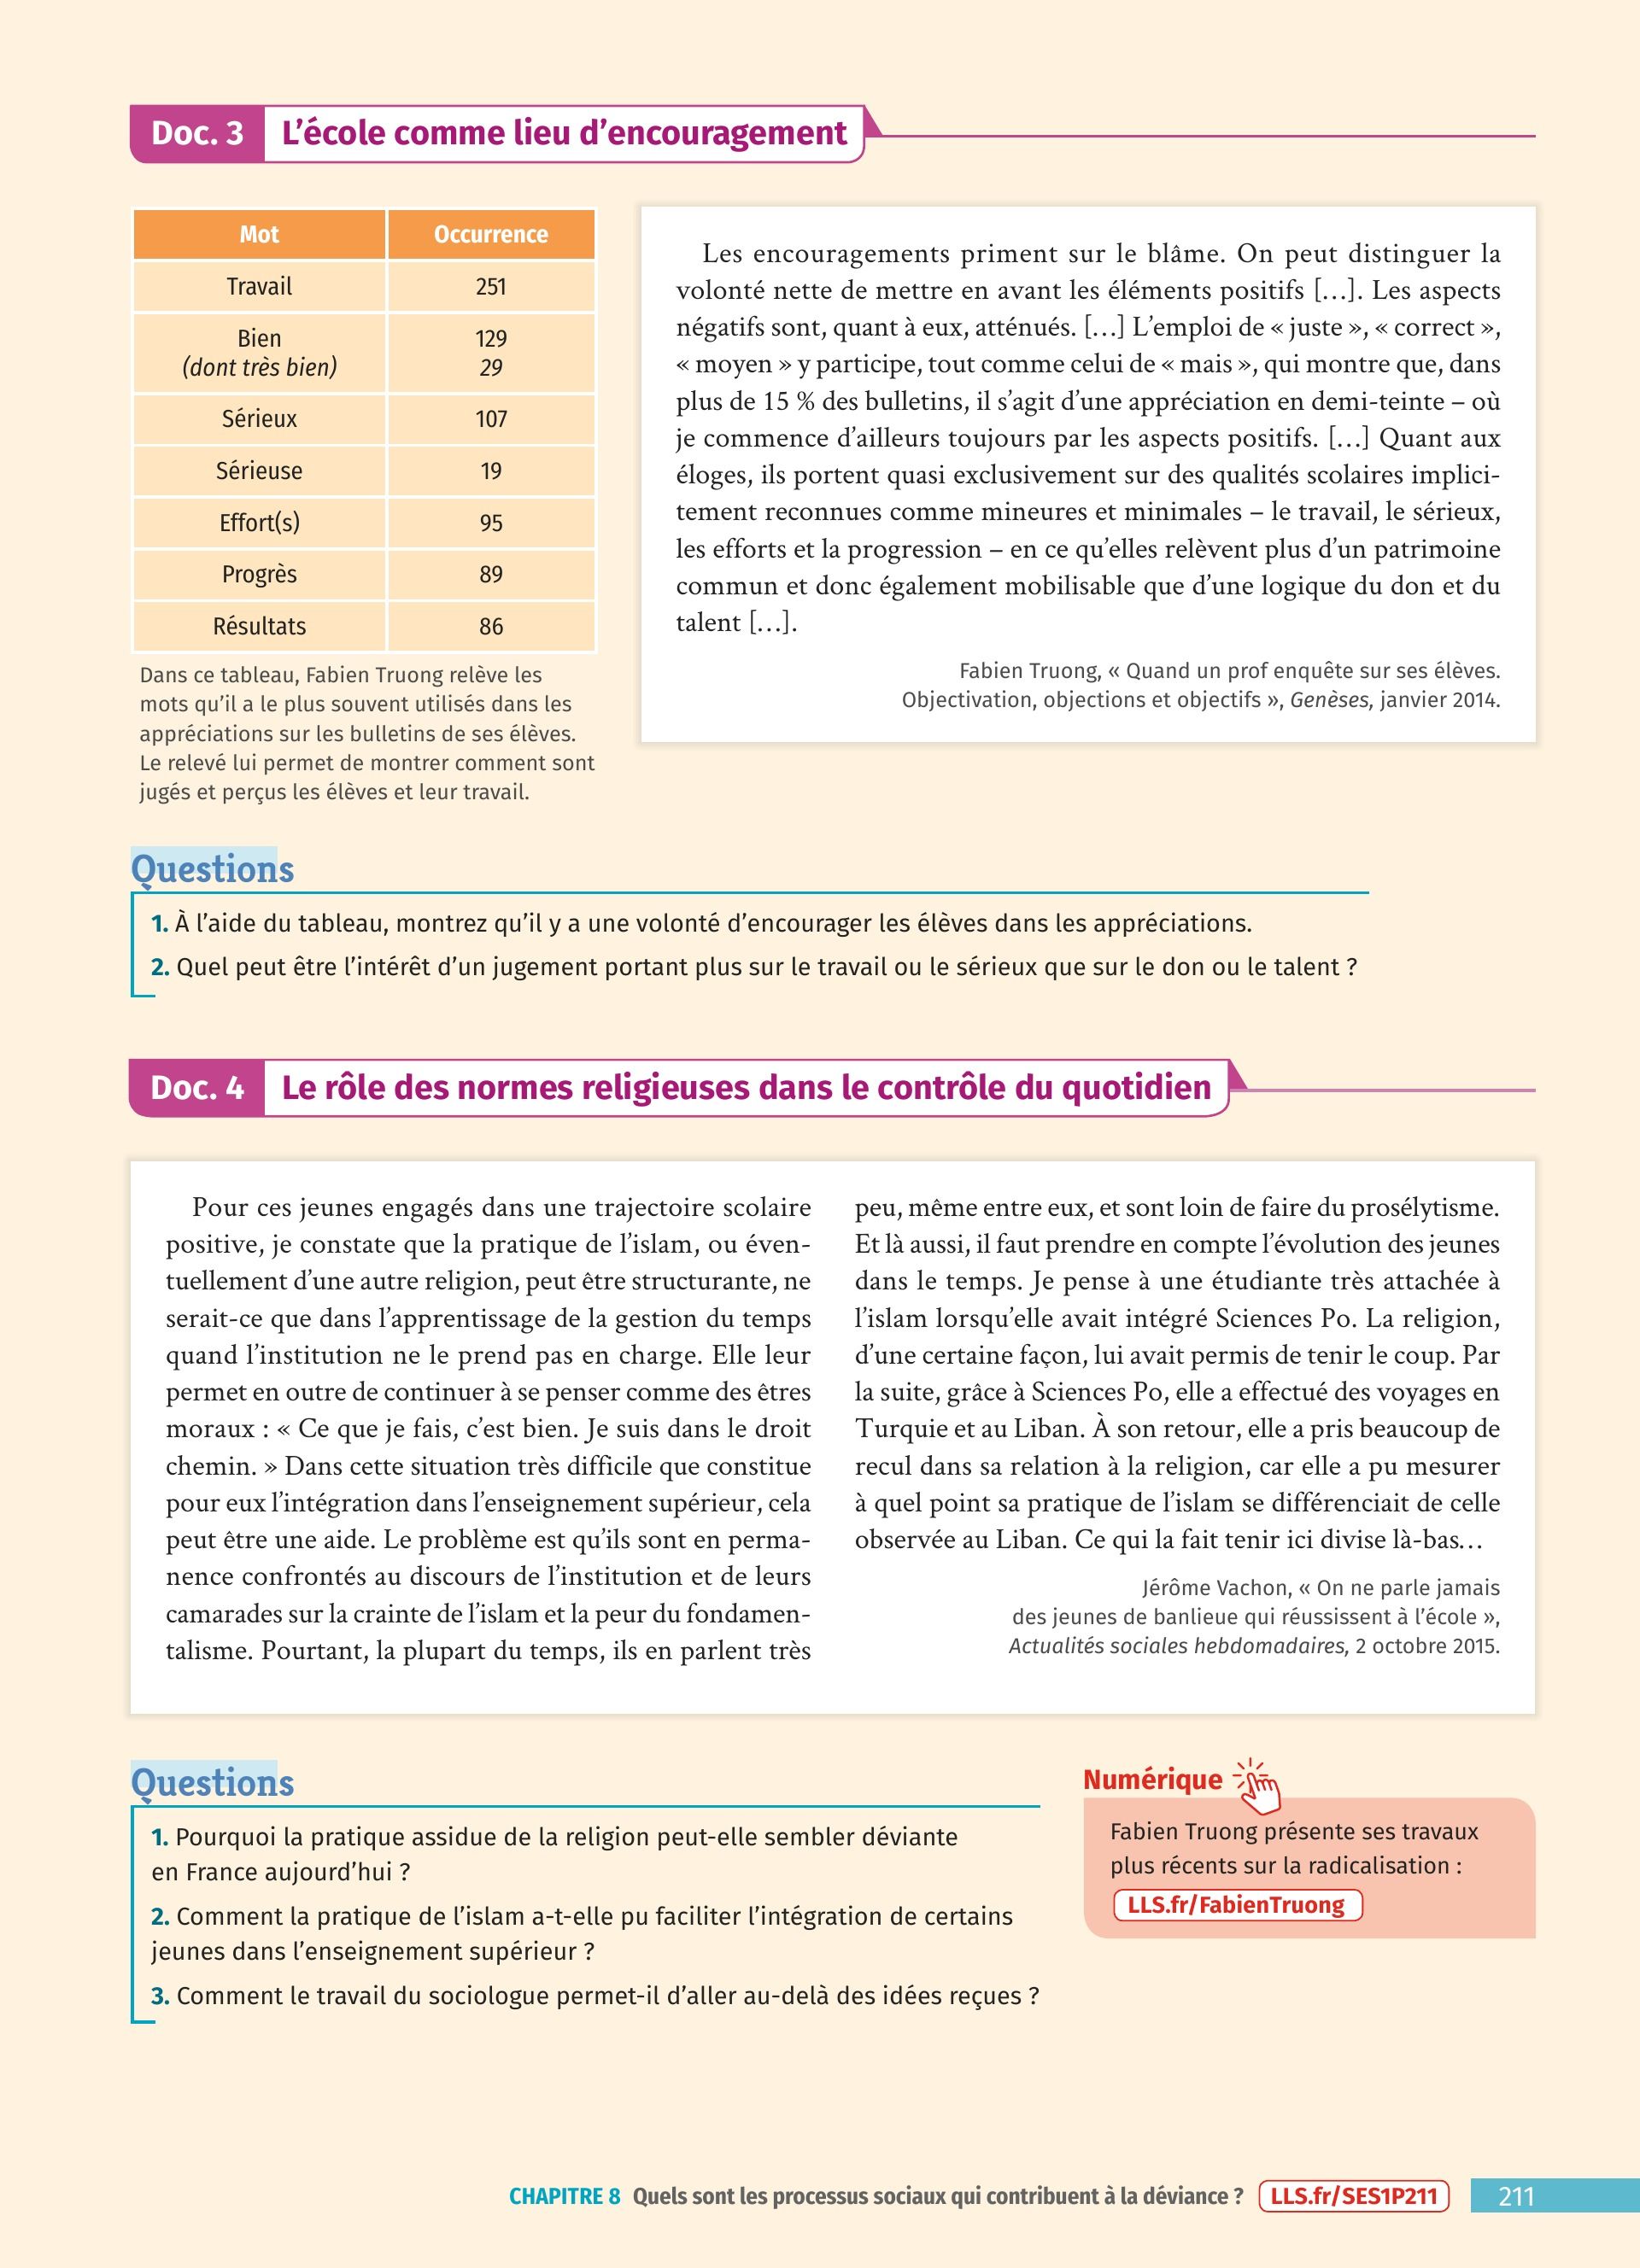 Doc. 3 L’école comme lieu d’encouragement
Mot Occurrence
Travail 251
Bien 129
(dont très bien) 29
Sérieux 107
Sérieuse 19
Effort(s) 95
Progrès 89
Résultats 86
Dans ce tableau, Fabien Truong relève les
mots qu’il a le plus souvent utilisés dans les
appréciations sur les bulletins de ses élèves.
Le relevé lui permet de montrer comment sont
jugés et perçus les élèves et leur travail.
Les encouragements priment sur le blâme. On peut distinguer la
volonté nette de mettre en avant les éléments positifs […]. Les aspects
négatifs sont, quant à eux, atténués. […] L’emploi de « juste », « correct »,
« moyen » y participe, tout comme celui de « mais », qui montre que, dans
plus de 15 % des bulletins, il s’agit d’une appréciation en demi-teinte – où
je commence d’ailleurs toujours par les aspects positifs. […] Quant aux
éloges, ils portent quasi exclusivement sur des qualités scolaires implici-
tement reconnues comme mineures et minimales – le travail, le sérieux,
les efforts et la progression – en ce qu’elles relèvent plus d’un patrimoine
commun et donc également mobilisable que d’une logique du don et du
talent […].
Fabien Truong, « Quand un prof enquête sur ses élèves.
Objectivation, objections et objectifs », Genèses, janvier 2014.
Questions
1. À l’aide du tableau, montrez qu’il y a une volonté d’encourager les élèves dans les appréciations.
2. Quel peut être l’intérêt d’un jugement portant plus sur le travail ou le sérieux que sur le don ou le talent ?
Doc. 4 Le rôle des normes religieuses dans le contrôle du quotidien
Pour ces jeunes engagés dans une trajectoire scolaire
positive, je constate que la pratique de l’islam, ou éven-
tuellement d’une autre religion, peut être structurante, ne
serait-ce que dans l’apprentissage de la gestion du temps
quand l’institution ne le prend pas en charge. Elle leur
permet en outre de continuer à se penser comme des êtres
moraux : « Ce que je fais, c’est bien. Je suis dans le droit
chemin. » Dans cette situation très difficile que constitue
pour eux l’intégration dans l’enseignement supérieur, cela
peut être une aide. Le problème est qu’ils sont en perma-
nence confrontés au discours de l’institution et de leurs
camarades sur la crainte de l’islam et la peur du fondamen-
talisme. Pourtant, la plupart du temps, ils en parlent très
peu, même entre eux, et sont loin de faire du prosélytisme.
Et là aussi, il faut prendre en compte l’évolution des jeunes
dans le temps. Je pense à une étudiante très attachée à
l’islam lorsqu’elle avait intégré Sciences Po. La religion,
d’une certaine façon, lui avait permis de tenir le coup. Par
la suite, grâce à Sciences Po, elle a effectué des voyages en
Turquie et au Liban. À son retour, elle a pris beaucoup de
recul dans sa relation à la religion, car elle a pu mesurer
à quel point sa pratique de l’islam se différenciait de celle
observée au Liban. Ce qui la fait tenir ici divise là-bas…
Jérôme Vachon, « On ne parle jamais
des jeunes de banlieue qui réussissent à l’école »,
Actualités sociales hebdomadaires, 2 octobre 2015.
Questions
1. Pourquoi la pratique assidue de la religion peut-elle sembler déviante
en France aujourd’hui ?
2. Comment la pratique de l’islam a-t-elle pu faciliter l’intégration de certains
jeunes dans l’enseignement supérieur ?
3. Comment le travail du sociologue permet-il d’aller au-delà des idées reçues ?
Numérique
Fabien Truong présente ses travaux
plus récents sur la radicalisation :
LLS.fr/FabienTruong
CHAPITRE 8 Quels sont les processus sociaux qui contribuent à la déviance ? LLS.fr/SES1P211 211